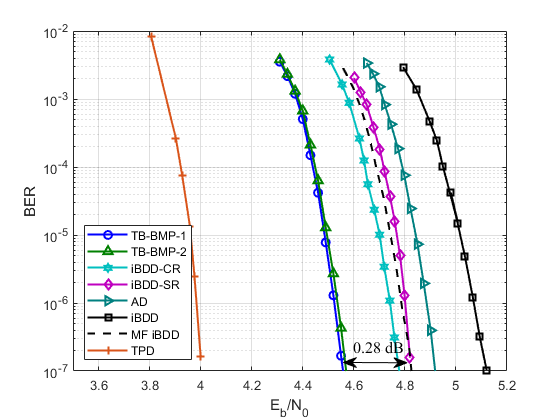 10^-2
10^-3
10^-4
10^-5
10^-6
10^-7
BER
TB-BMP-1
TB-BMP-2
iBDD-CR
iBDD-SR
AD
iBDD
MF iBDD
TPD
0.28 dB
3.6 3.8 4 4.2 4.4 4.6 4.8 5 5.2
E_b/N_0